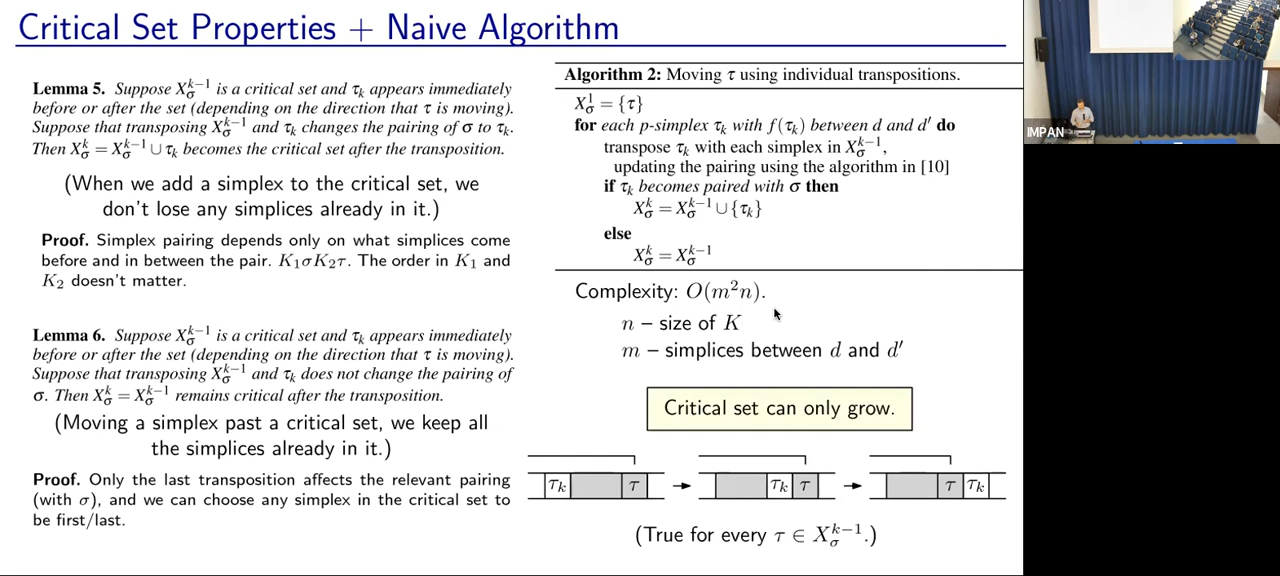 Critical Set Properties + Naive Algorithm
Lemma 5. Suppose X_σ^{k−1} is a critical set and τ_k appears immediately
before or after the set (depending on the direction that τ is moving).
Suppose that transposing X_σ^{k−1} and τ_k changes the pairing of σ to τ_k.
Then X_σ^k = X_σ^{k−1} ∪ τ_k becomes the critical set after the transposition.
(When we add a simplex to the critical set, we
don't lose any simplices already in it.)
Proof. Simplex pairing depends only on what simplices come
before and in between the pair. K₁σK₂τ. The order in K₁ and
K₂ doesn't matter.
Lemma 6. Suppose X_σ^{k−1} is a critical set and τ_k appears immediately
before or after the set (depending on the direction that τ is moving).
Suppose that transposing X_σ^{k−1} and τ_k does not change the pairing of
σ. Then X_σ^k = X_σ^{k−1} remains critical after the transposition.
(Moving a simplex past a critical set, we keep all
the simplices already in it.)
Proof. Only the last transposition affects the relevant pairing
(with σ), and we can choose any simplex in the critical set to
be first/last.
Algorithm 2: Moving τ using individual transpositions.
X_σ^1 = {τ}
for each p-simplex τ_k with f(τ_k) between d and d′ do
transpose τ_k with each simplex in X_σ^{k−1},
updating the pairing using the algorithm in [10]
if τ_k becomes paired with σ then
X_σ^k = X_σ^{k−1} ∪ {τ_k}
else
X_σ^k = X_σ^{k−1}
Complexity: O(m²n).
n – size of K
m – simplices between d and d′
Critical set can only grow.
τ_k τ → τ_k τ → τ τ_k
(True for every τ ∈ X_σ^{k−1}.)
IMPAN